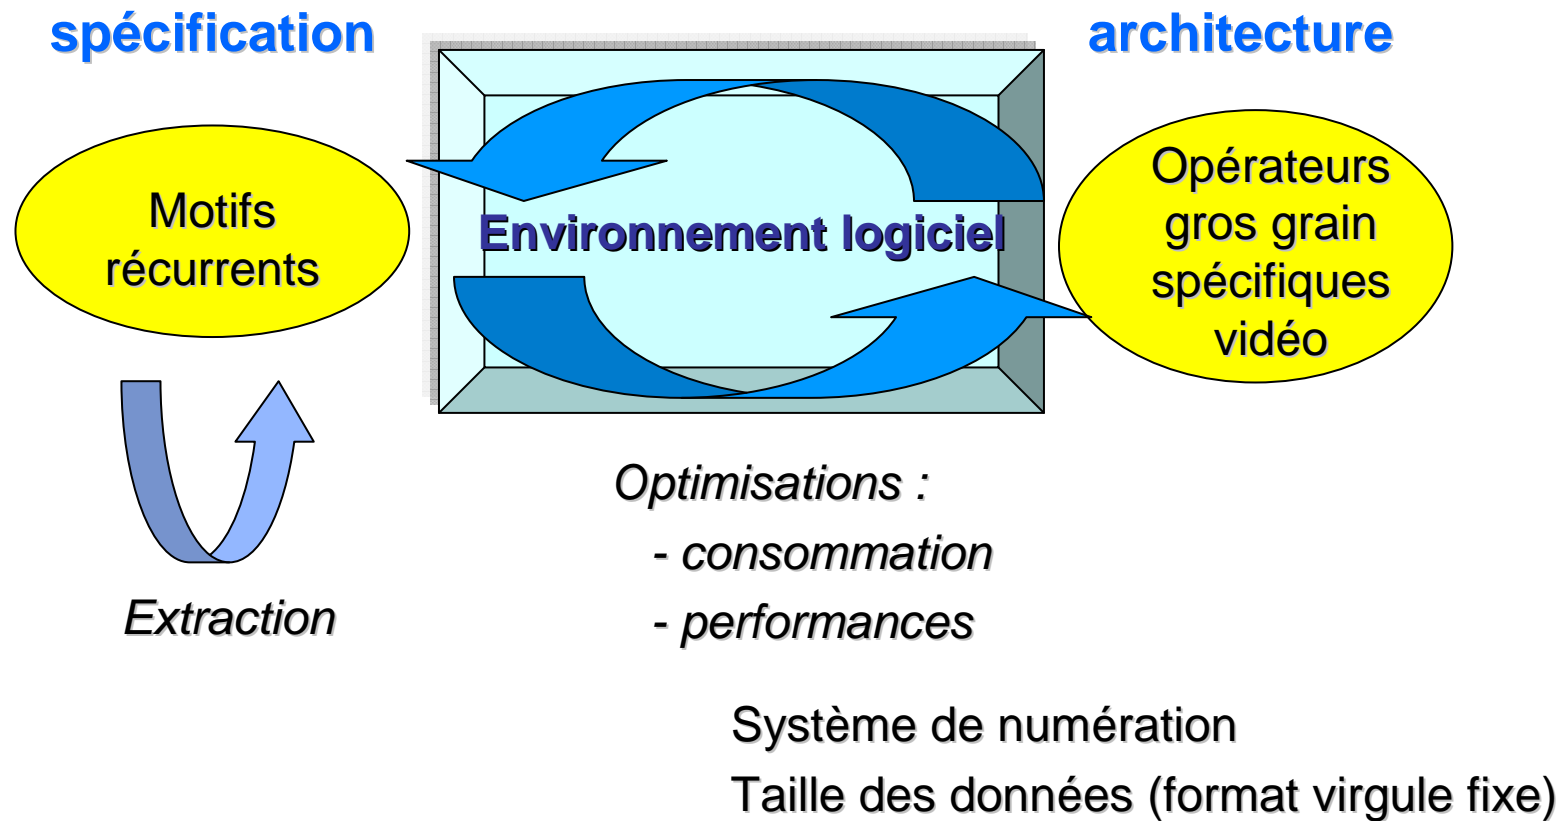 spécification
architecture
Motifs
récurrents
Environnement logiciel
Opérateurs
gros grain
spécifiques
vidéo
Extraction
Optimisations :
- consommation
- performances
Système de numération
Taille des données (format virgule fixe)